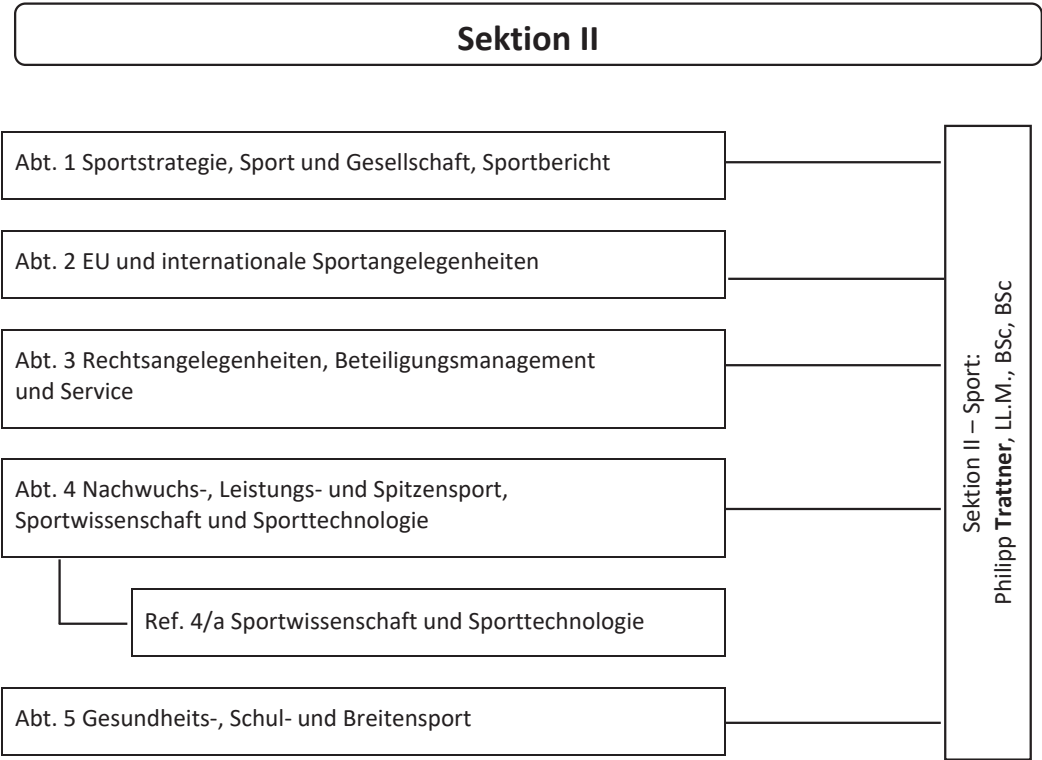 Sektion II
Abt. 1 Sportstrategie, Sport und Gesellschaft, Sportbericht
Abt. 2 EU und internationale Sportangelegenheiten
Abt. 3 Rechtsangelegenheiten, Beteiligungsmanagement
und Service
Abt. 4 Nachwuchs-, Leistungs- und Spitzensport,
Sportwissenschaft und Sporttechnologie
Ref. 4/a Sportwissenschaft und Sporttechnologie
Abt. 5 Gesundheits-, Schul- und Breitensport
Sektion II – Sport:
Philipp Trattner, LL.M., BSc, BSc